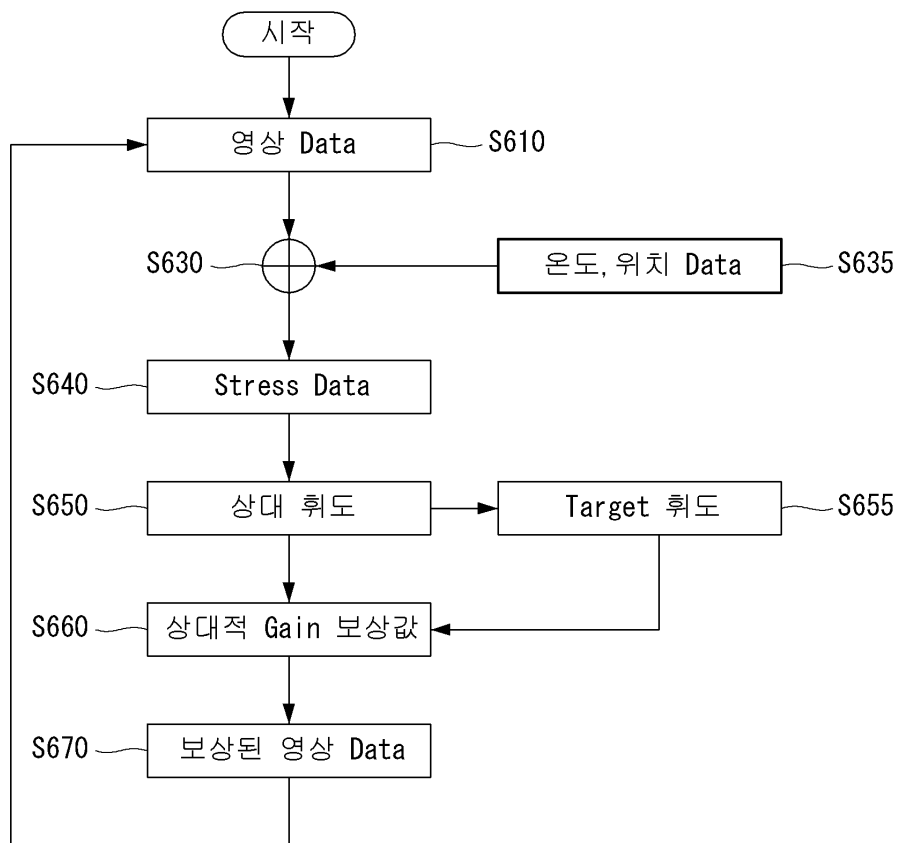 시작
영상 Data
S610
S630
온도, 위치 Data
S635
S640
Stress Data
S650
상대 휘도
Target 휘도
S655
S660
상대적 Gain 보상값
S670
보상된 영상 Data